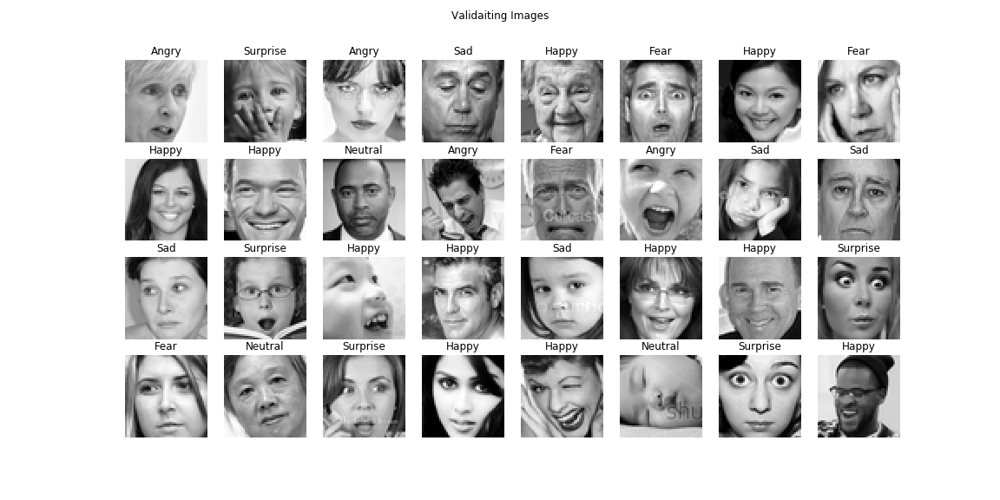 Validaiting Images
Angry Surprise Angry Sad Happy Fear Happy Fear
Happy Happy Neutral Angry Fear Angry Sad Sad
Sad Surprise Happy Happy Sad Happy Happy Surprise
Fear Neutral Surprise Happy Happy Neutral Surprise Happy
shu